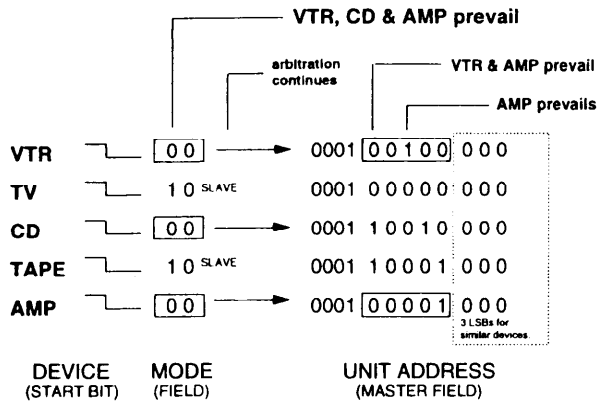 VTR, CD & AMP prevail
arbitration
continues
VTR & AMP prevail
AMP prevails
VTR 00 0001 00100 000
TV 10 SLAVE 0001 00000 000
CD 00 0001 10010 000
TAPE 10 SLAVE 0001 10001 000
AMP 00 0001 00001 000
3 LSBs for
similar devices.
DEVICE MODE UNIT ADDRESS
(START BIT) (FIELD) (MASTER FIELD)